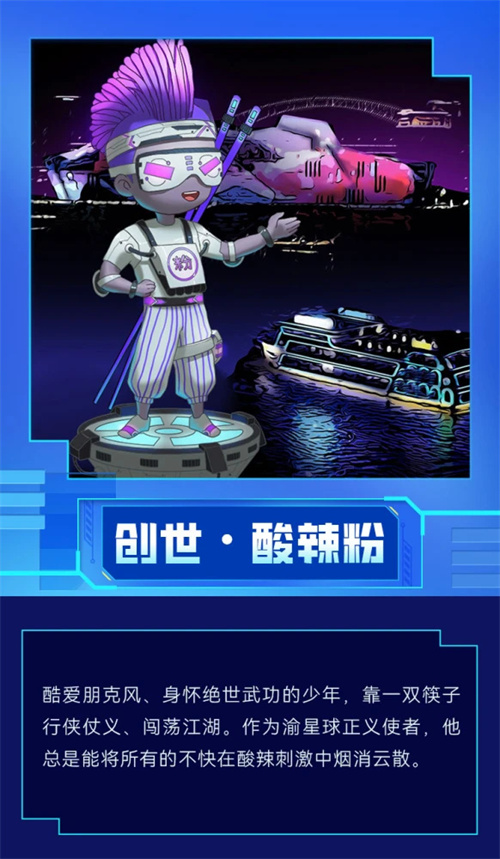 创世·酸辣粉
酷爱朋克风、身怀绝世武功的少年，靠一双筷子
行侠仗义、闯荡江湖。作为渝星球正义使者，他
总是能将所有的不快在酸辣刺激中烟消云散。